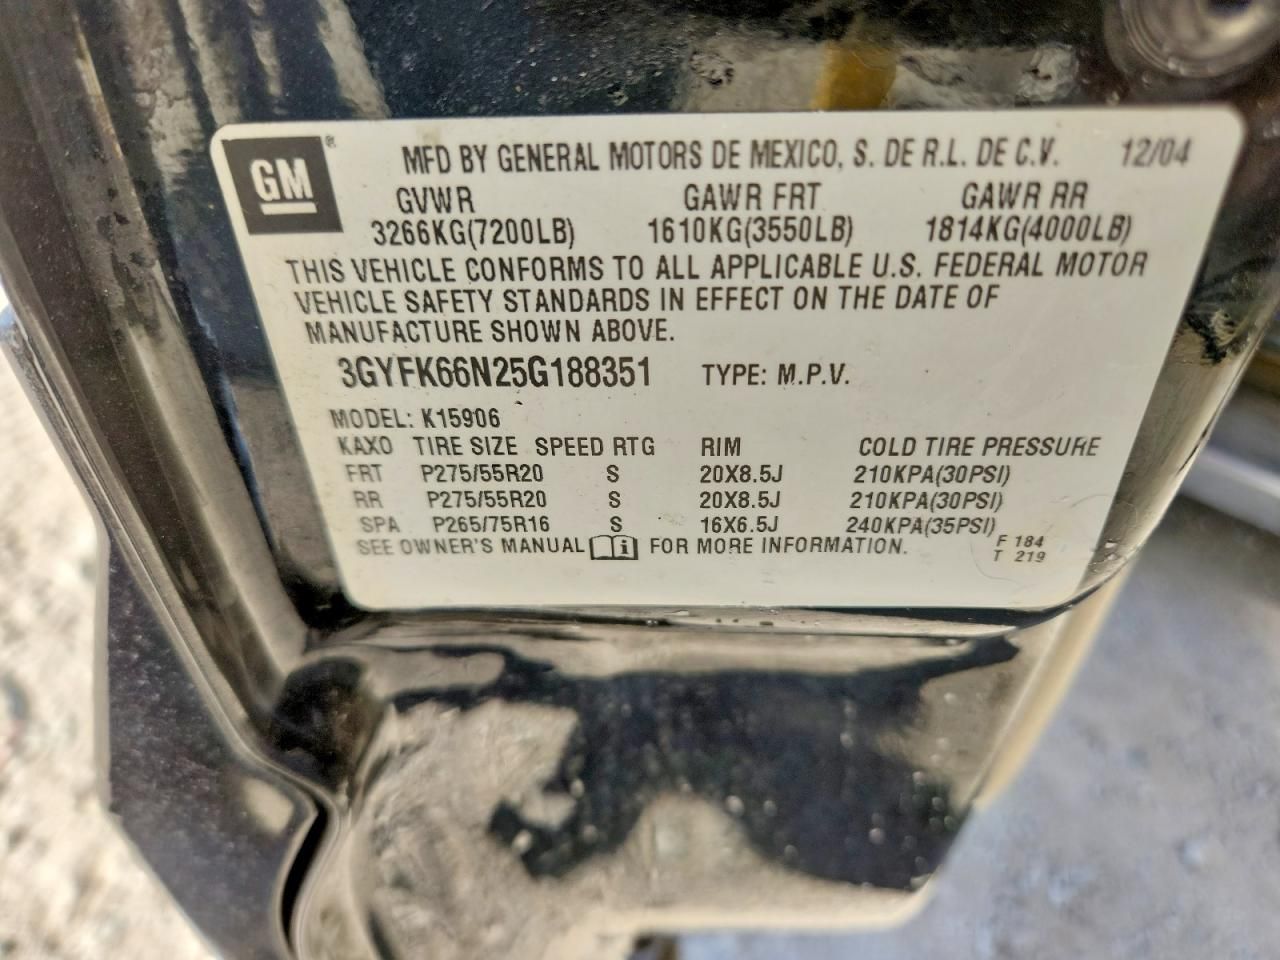 GM® MFD BY GENERAL MOTORS DE MEXICO, S. DE R.L. DE C.V. 12/04
GVWR GAWR FRT GAWR RR
3266KG(7200LB) 1610KG(3550LB) 1814KG(4000LB)
THIS VEHICLE CONFORMS TO ALL APPLICABLE U.S. FEDERAL MOTOR
VEHICLE SAFETY STANDARDS IN EFFECT ON THE DATE OF
MANUFACTURE SHOWN ABOVE.
3GYFK66N25G188351 TYPE: M.P.V.
MODEL: K15906
KAXO TIRE SIZE SPEED RTG RIM COLD TIRE PRESSURE
FRT P275/55R20 S 20X8.5J 210KPA(30PSI)
RR P275/55R20 S 20X8.5J 210KPA(30PSI)
SPA P265/75R16 S 16X6.5J 240KPA(35PSI)
SEE OWNER'S MANUAL FOR MORE INFORMATION.
F 184
T 219